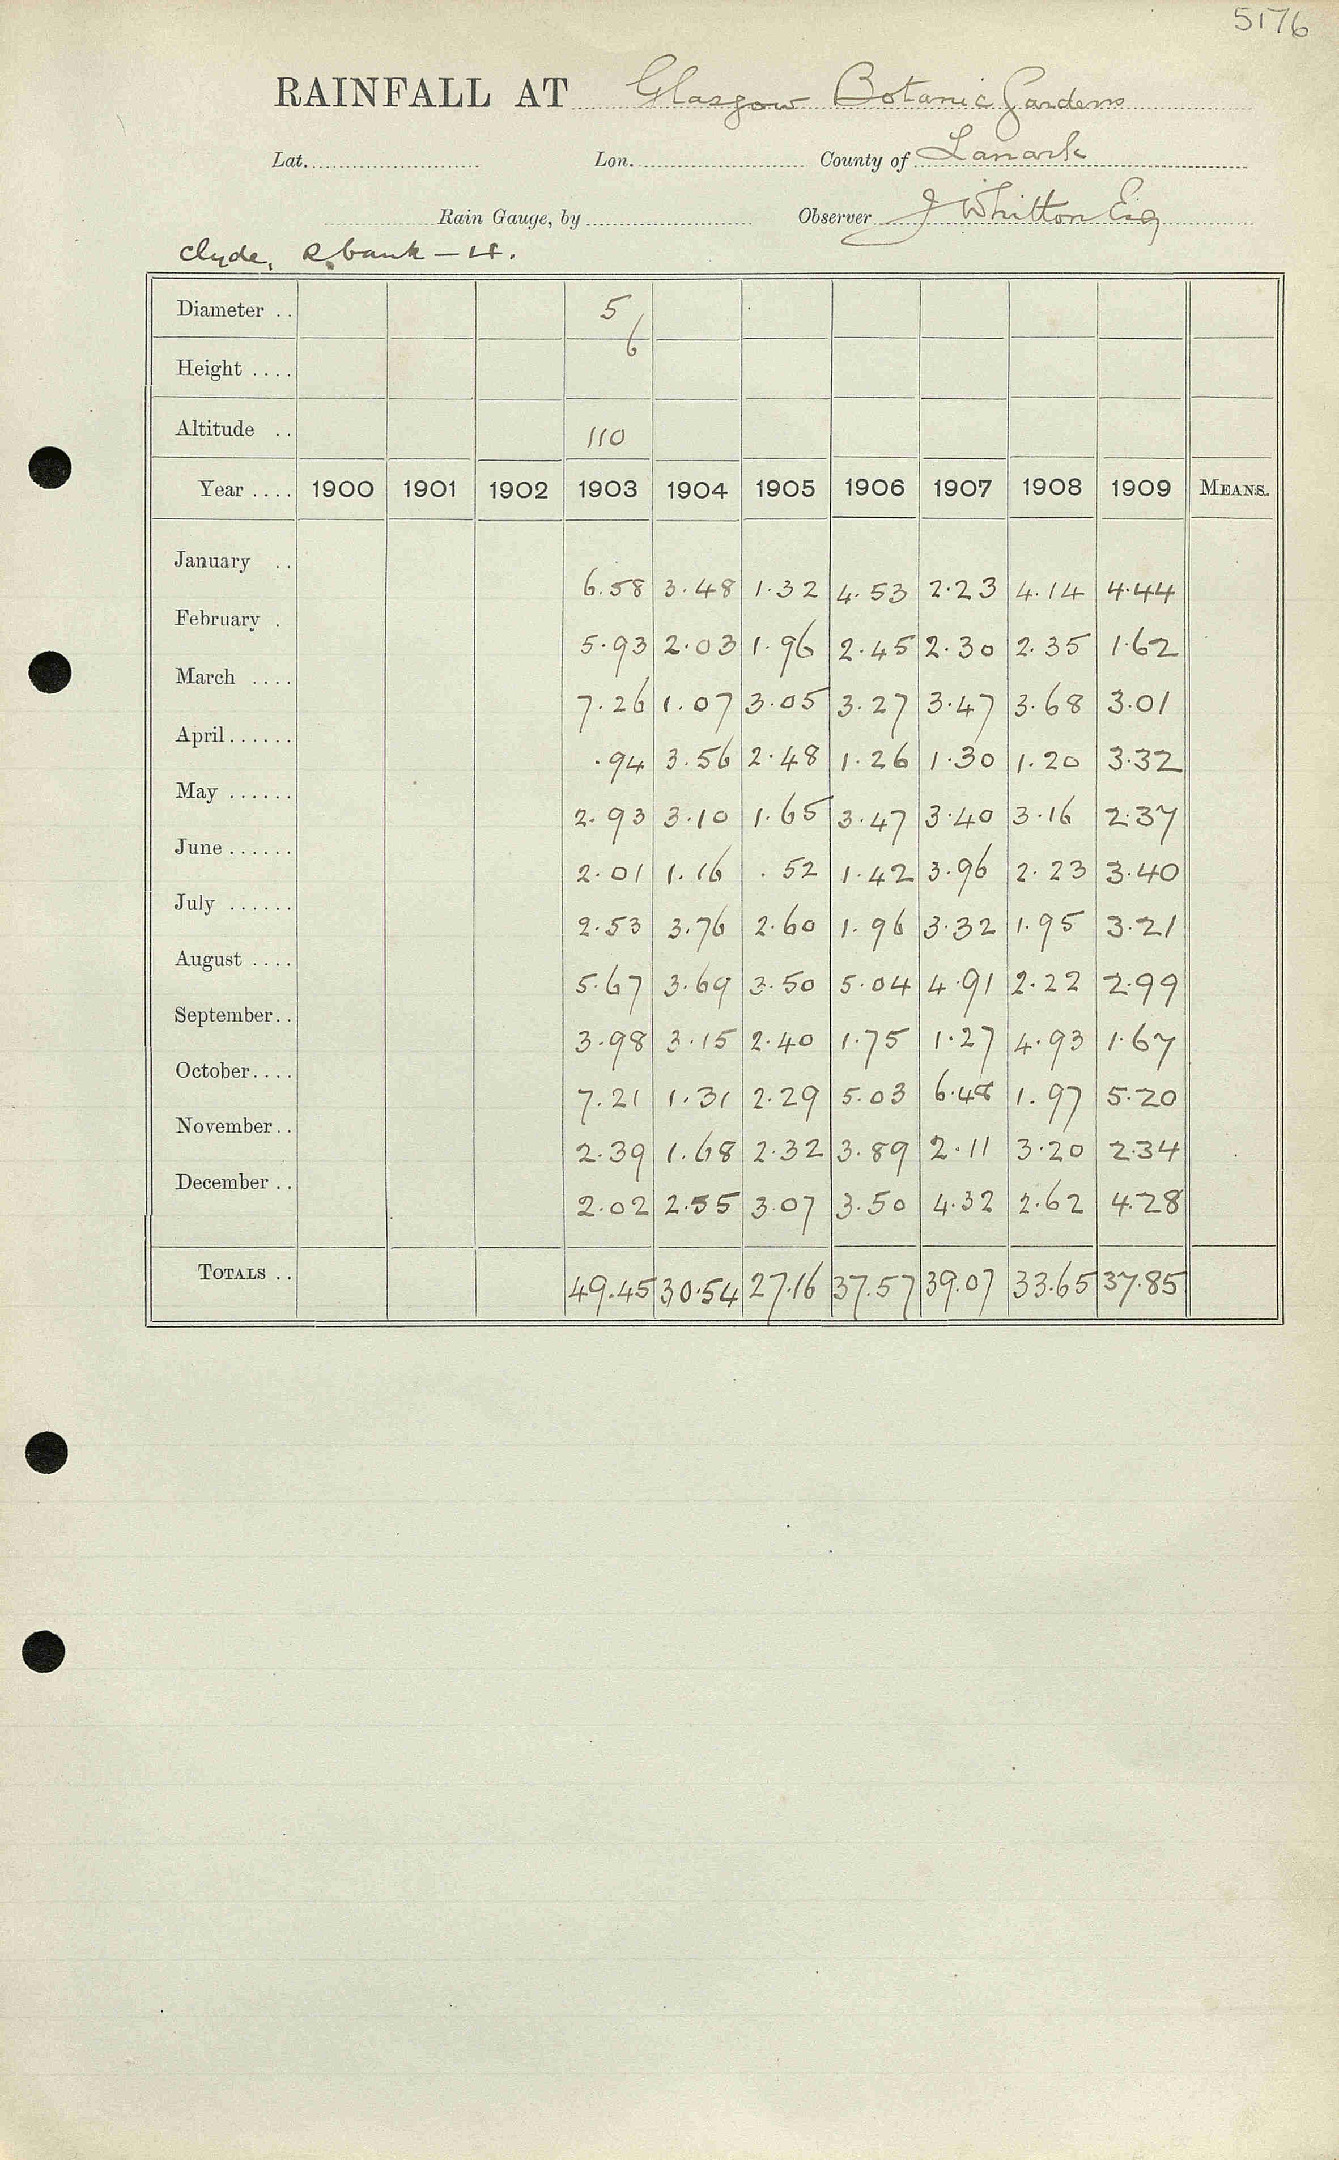 5176
RAINFALL AT Glasgow Botanic Gardens
Lat. Lon. County of Lanark
Rain Gauge, by Observer J Whitton Esq
Clyde, R. bank - 4.
Diameter .. 5
Height .... 6
Altitude .. 110
Year .... 1900 1901 1902 1903 1904 1905 1906 1907 1908 1909 MEANS.
January .. 6.58 3.48 1.32 4.53 2.23 4.14 4.44
February . 5.93 2.03 1.96 2.45 2.30 2.35 1.62
March .... 7.26 1.07 3.05 3.27 3.47 3.68 3.01
April ...... .94 3.56 2.48 1.26 1.30 1.20 3.32
May ...... 2.93 3.10 1.65 3.47 3.40 3.16 2.37
June ...... 2.01 1.16 .52 1.42 3.96 2.23 3.40
July ...... 2.53 3.76 2.60 1.96 3.32 1.95 3.21
August .... 5.67 3.69 3.50 5.04 4.91 2.22 2.99
September.. 3.98 3.15 2.40 1.75 1.27 4.93 1.67
October.... 7.21 1.31 2.29 5.03 6.48 1.97 5.20
November.. 2.39 1.68 2.32 3.89 2.11 3.20 2.34
December .. 2.02 2.55 3.07 3.50 4.32 2.62 4.28
TOTALS .. 49.45 30.54 27.16 37.57 39.07 33.65 37.85